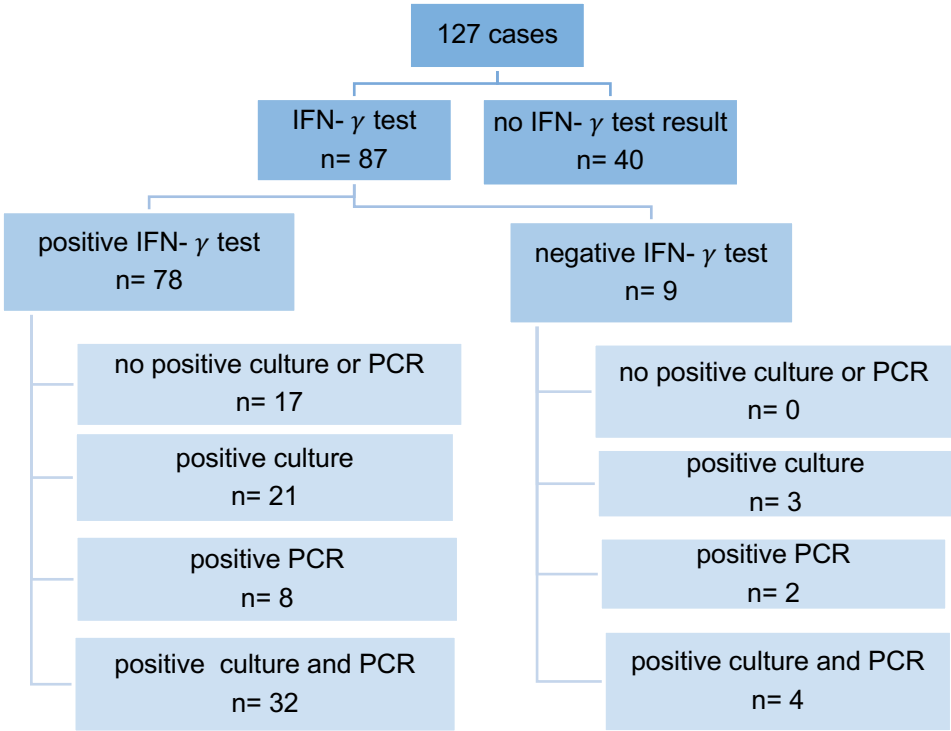 127 cases
IFN- γ test
n= 87
no IFN- γ test result
n= 40
positive IFN- γ test
n= 78
no positive culture or PCR
n= 17
positive culture
n= 21
positive PCR
n= 8
positive culture and PCR
n= 32
negative IFN- γ test
n= 9
no positive culture or PCR
n= 0
positive culture
n= 3
positive PCR
n= 2
positive culture and PCR
n= 4